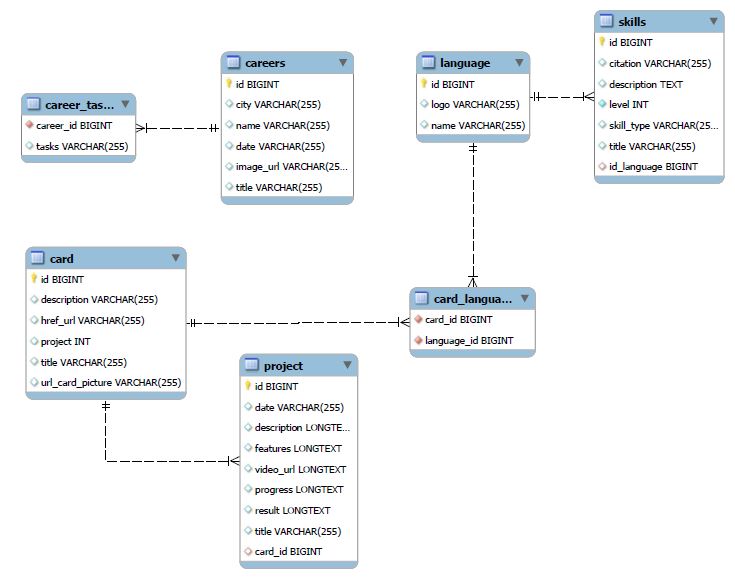 skills
id BIGINT
citation VARCHAR(255)
description TEXT
level INT
skill_type VARCHAR(25...
title VARCHAR(255)
id_language BIGINT
careers
id BIGINT
city VARCHAR(255)
name VARCHAR(255)
date VARCHAR(255)
image_url VARCHAR(25...
title VARCHAR(255)
language
id BIGINT
logo VARCHAR(255)
name VARCHAR(255)
career_tas...
career_id BIGINT
tasks VARCHAR(255)
card
id BIGINT
description VARCHAR(255)
href_url VARCHAR(255)
project INT
title VARCHAR(255)
url_card_picture VARCHAR(255)
card_langua...
card_id BIGINT
language_id BIGINT
project
id BIGINT
date VARCHAR(255)
description LONGTE...
features LONGTEXT
video_url LONGTEXT
progress LONGTEXT
result LONGTEXT
title VARCHAR(255)
card_id BIGINT